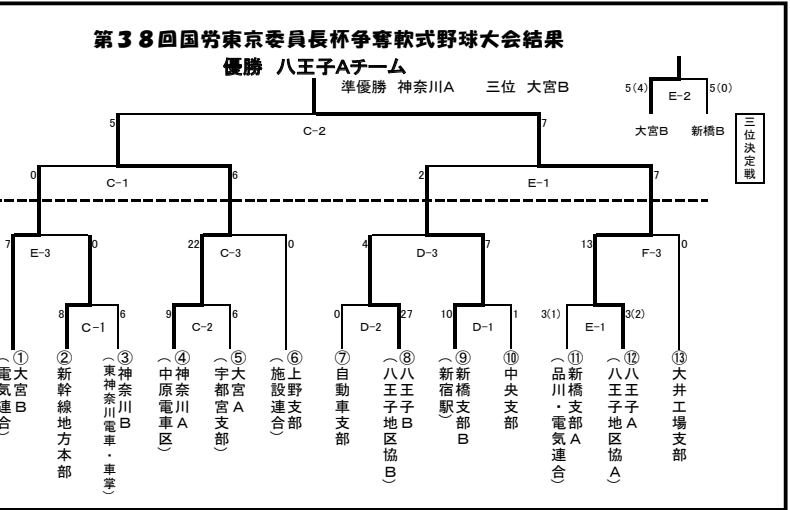 第38回国労東京委員長杯争奪軟式野球大会結果
優勝 八王子Aチーム
準優勝 神奈川A 三位 大宮B
5(4) E-2 5(0)
大宮B 新橋B
三位決定戦
5 C-2 7
0 C-1 6 2 E-1 7
7 E-3 0 22 C-3 0 4 D-3 7 13 F-3 0
8 C-1 6 9 C-2 6 0 D-2 27 10 D-1 1 3(1) E-1 3(2)
①大宮B
(電気連合)
②新幹線地方本部
③神奈川B
(東神奈川電車・車掌)
④神奈川A
(中原電車区)
⑤大宮A
(宇都宮支部)
⑥上野支部
(施設連合)
⑦自動車支部
⑧八王子B
(八王子地区協B)
⑨新橋支部B
(新宿駅)
⑩中央支部
⑪新橋支部A
(品川・電気連合)
⑫八王子A
(八王子地区協A)
⑬大井工場支部